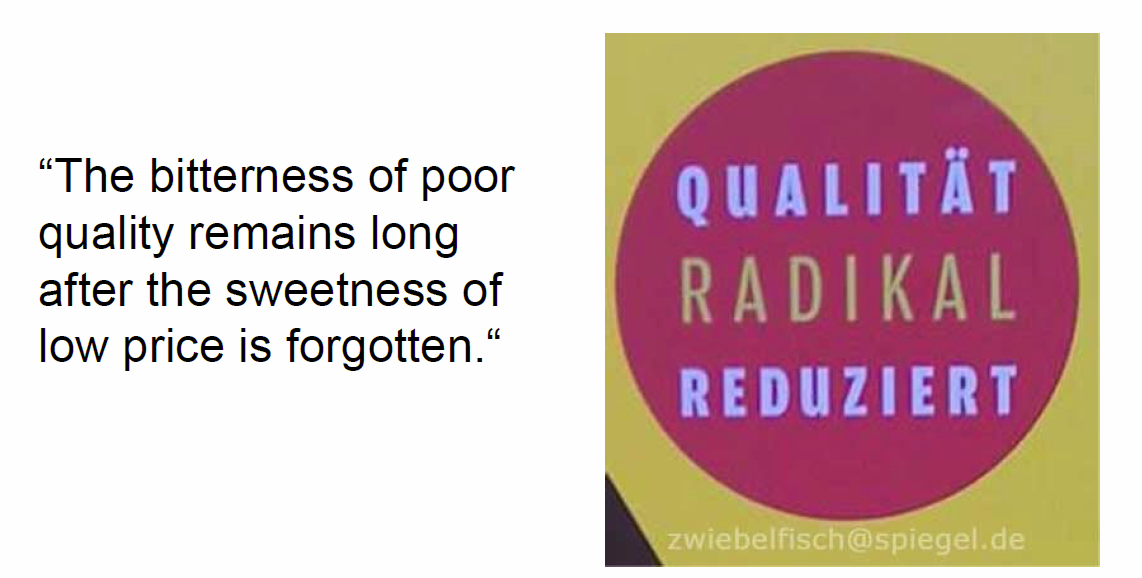 “The bitterness of poor
quality remains long
after the sweetness of
low price is forgotten.“
QUALITÄT
RADIKAL
REDUZIERT
zwiebelfisch@spiegel.de